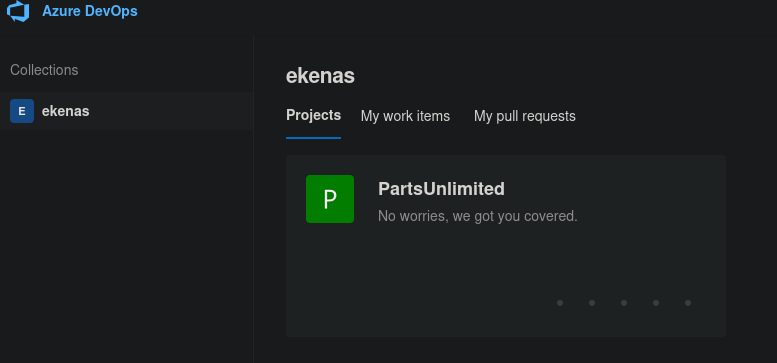 Azure DevOps
Collections
E ekenas
ekenas
Projects My work items My pull requests
P
PartsUnlimited
No worries, we got you covered.